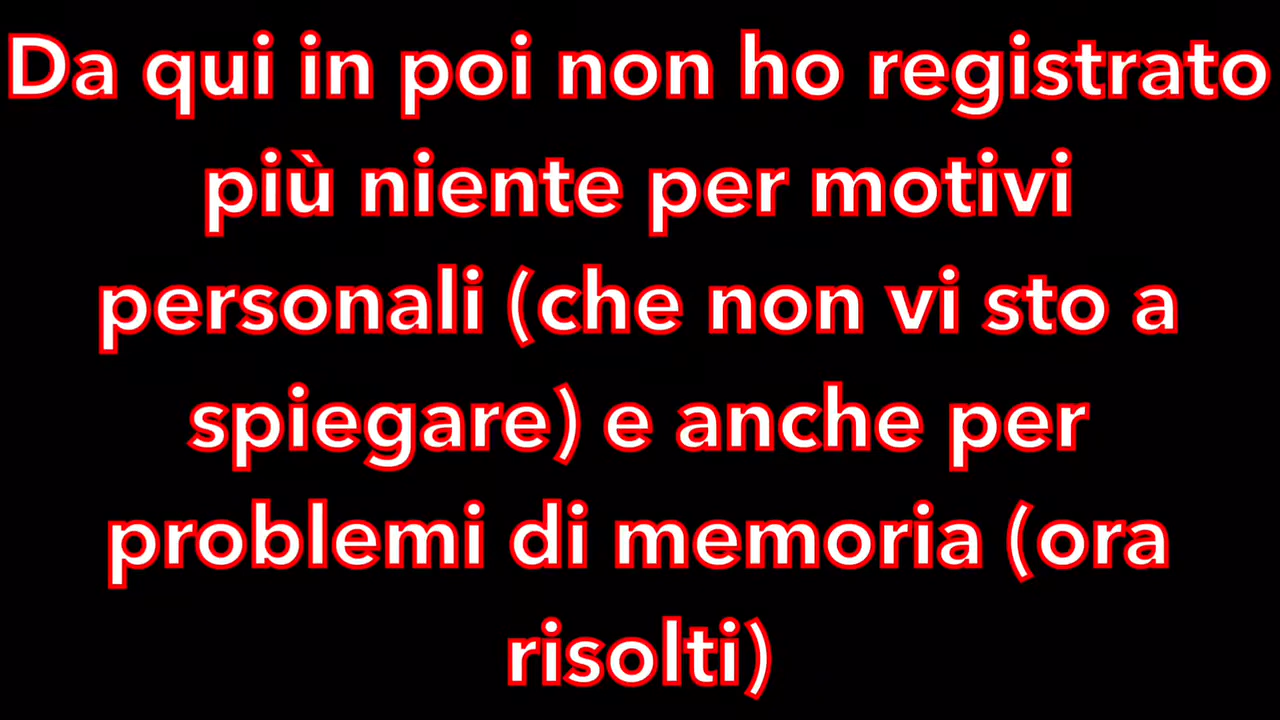 Da qui in poi non ho registrato
più niente per motivi
personali (che non vi sto a
spiegare) e anche per
problemi di memoria (ora
risolti)